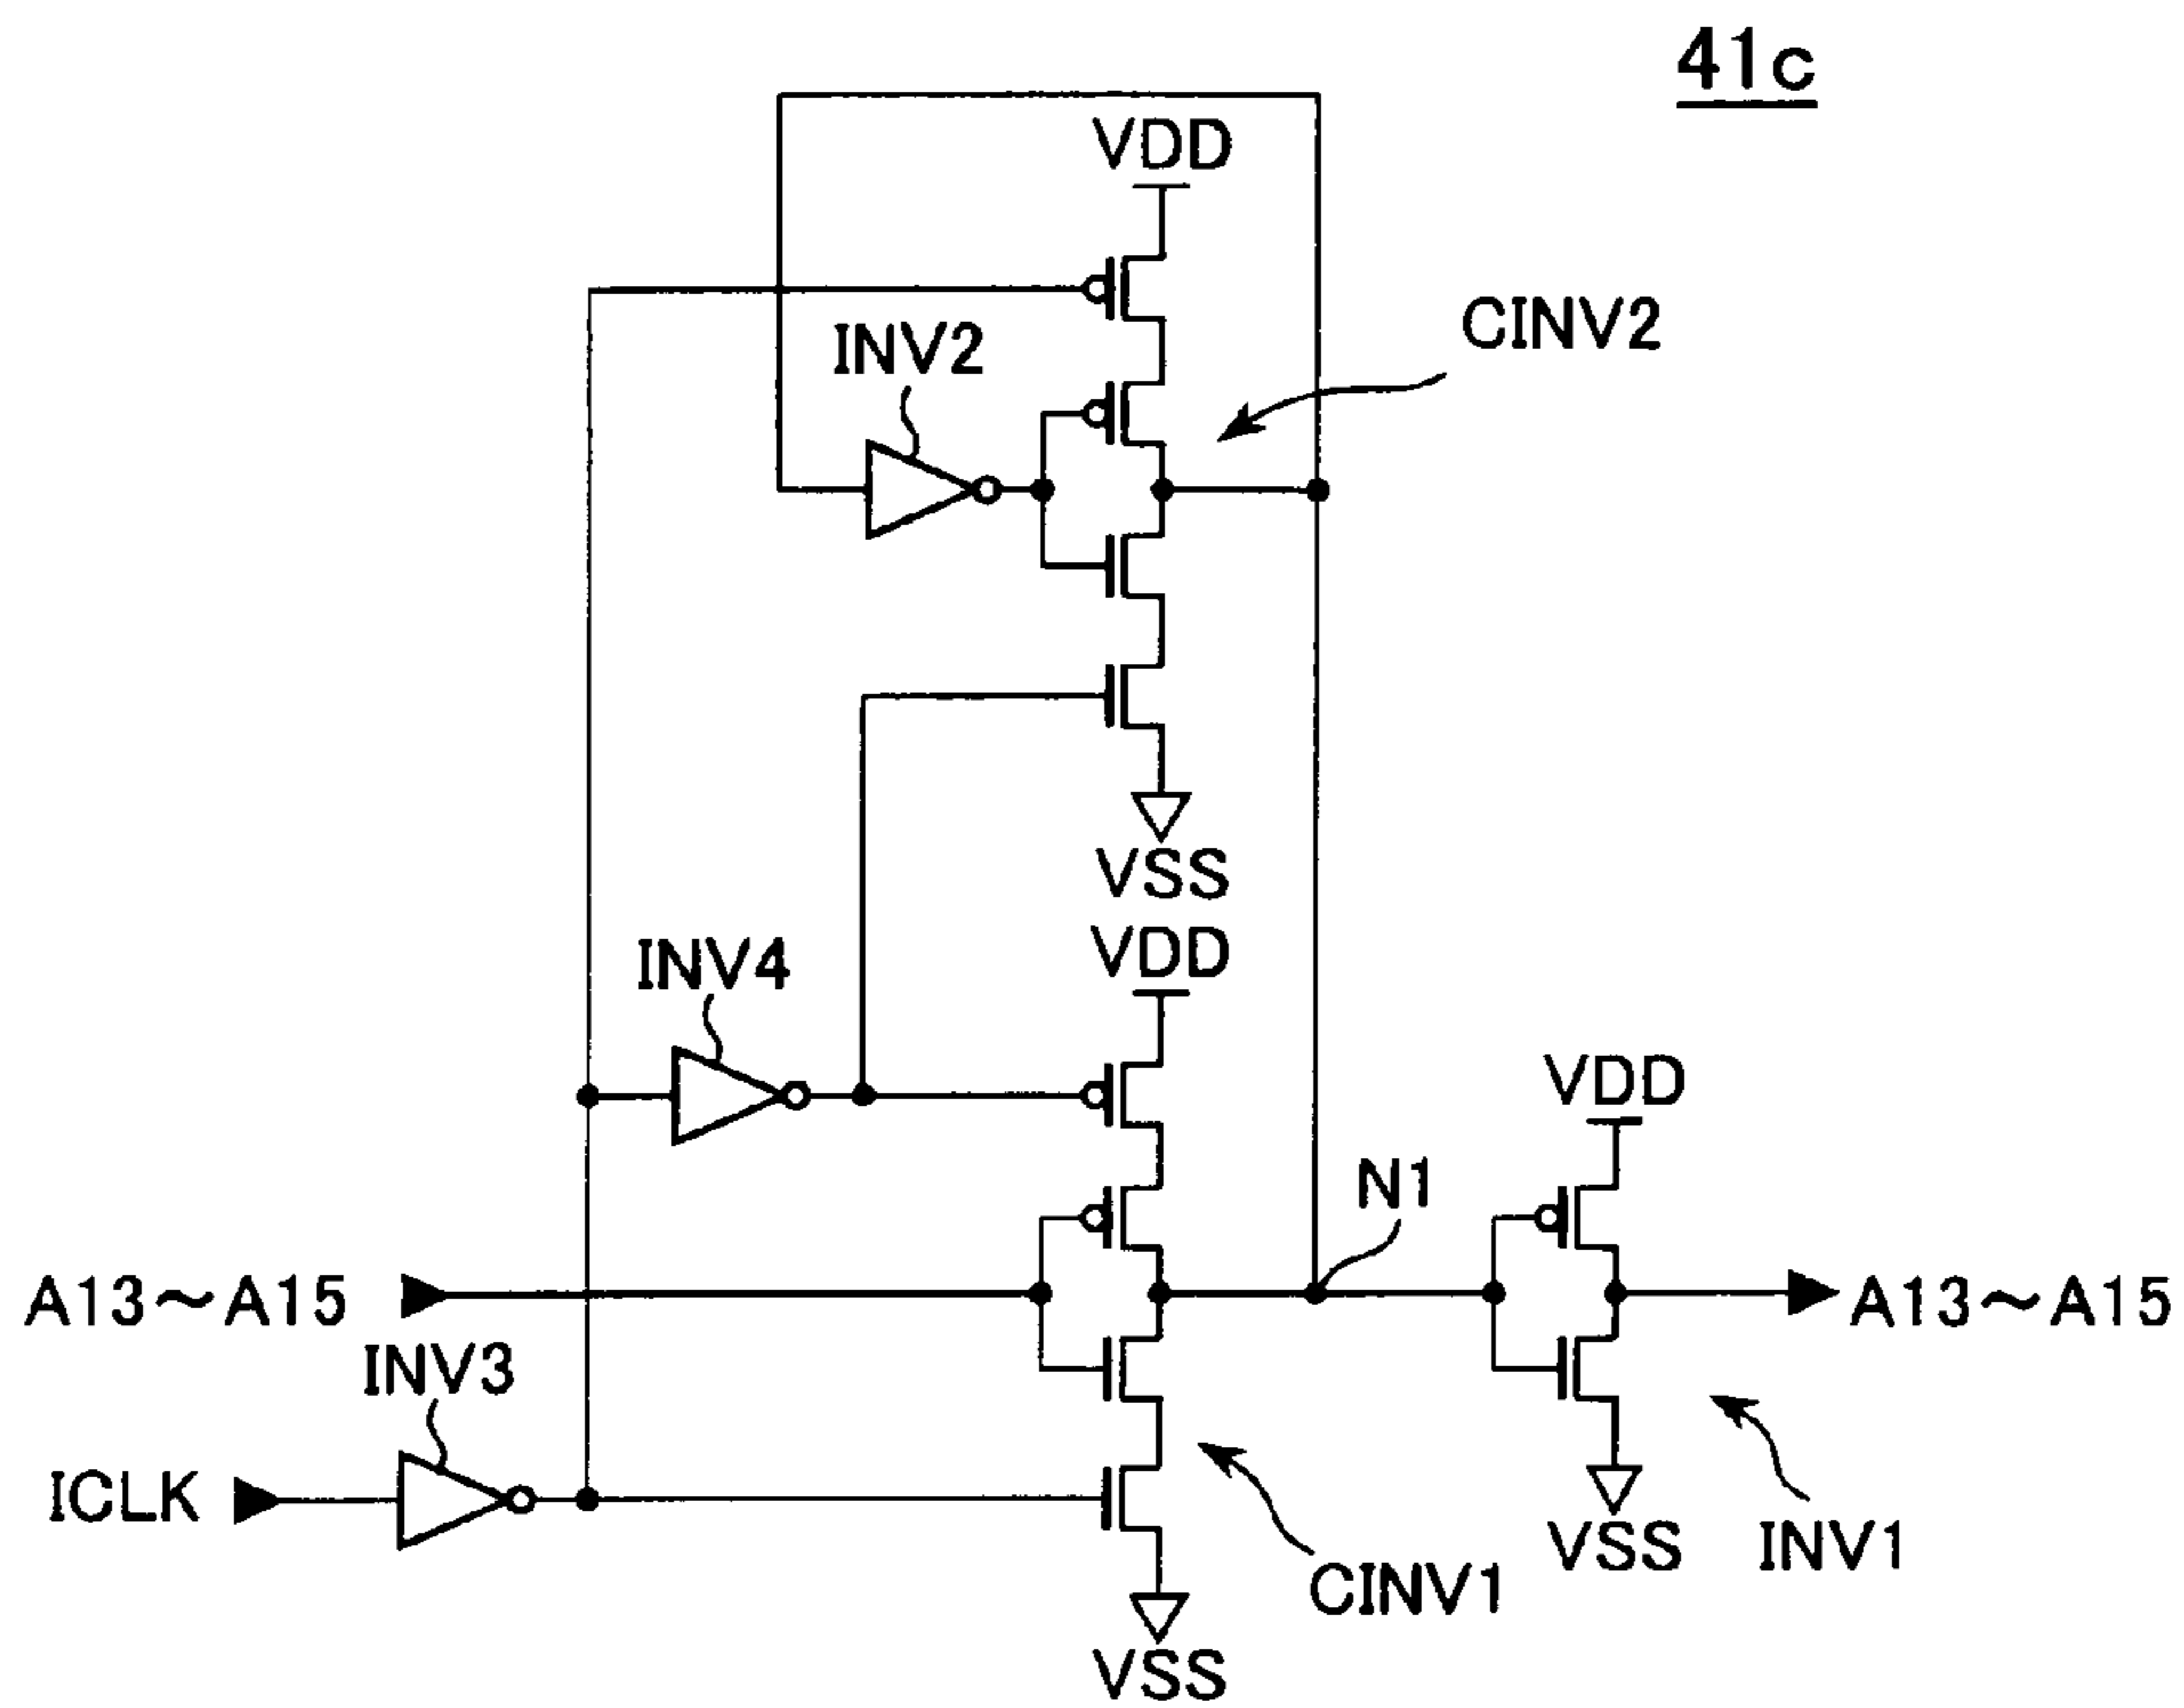 41c
VDD
CINV2
INV2
VSS
VDD
INV4
VDD
N1
A13～A15
A13～A15
INV3
ICLK
VSS
INV1
CINV1
VSS